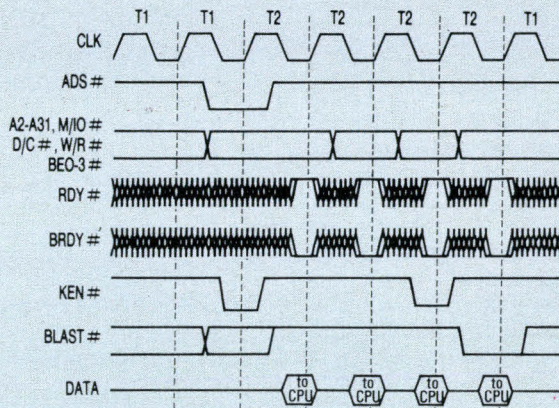 T1 T1 T2 T2 T2 T2 T1
CLK
ADS #
A2-A31, M/IO #
D/C #, W/R #
BEO-3 #
RDY #
BRDY #
KEN #
BLAST #
DATA
to CPU to CPU to CPU to CPU